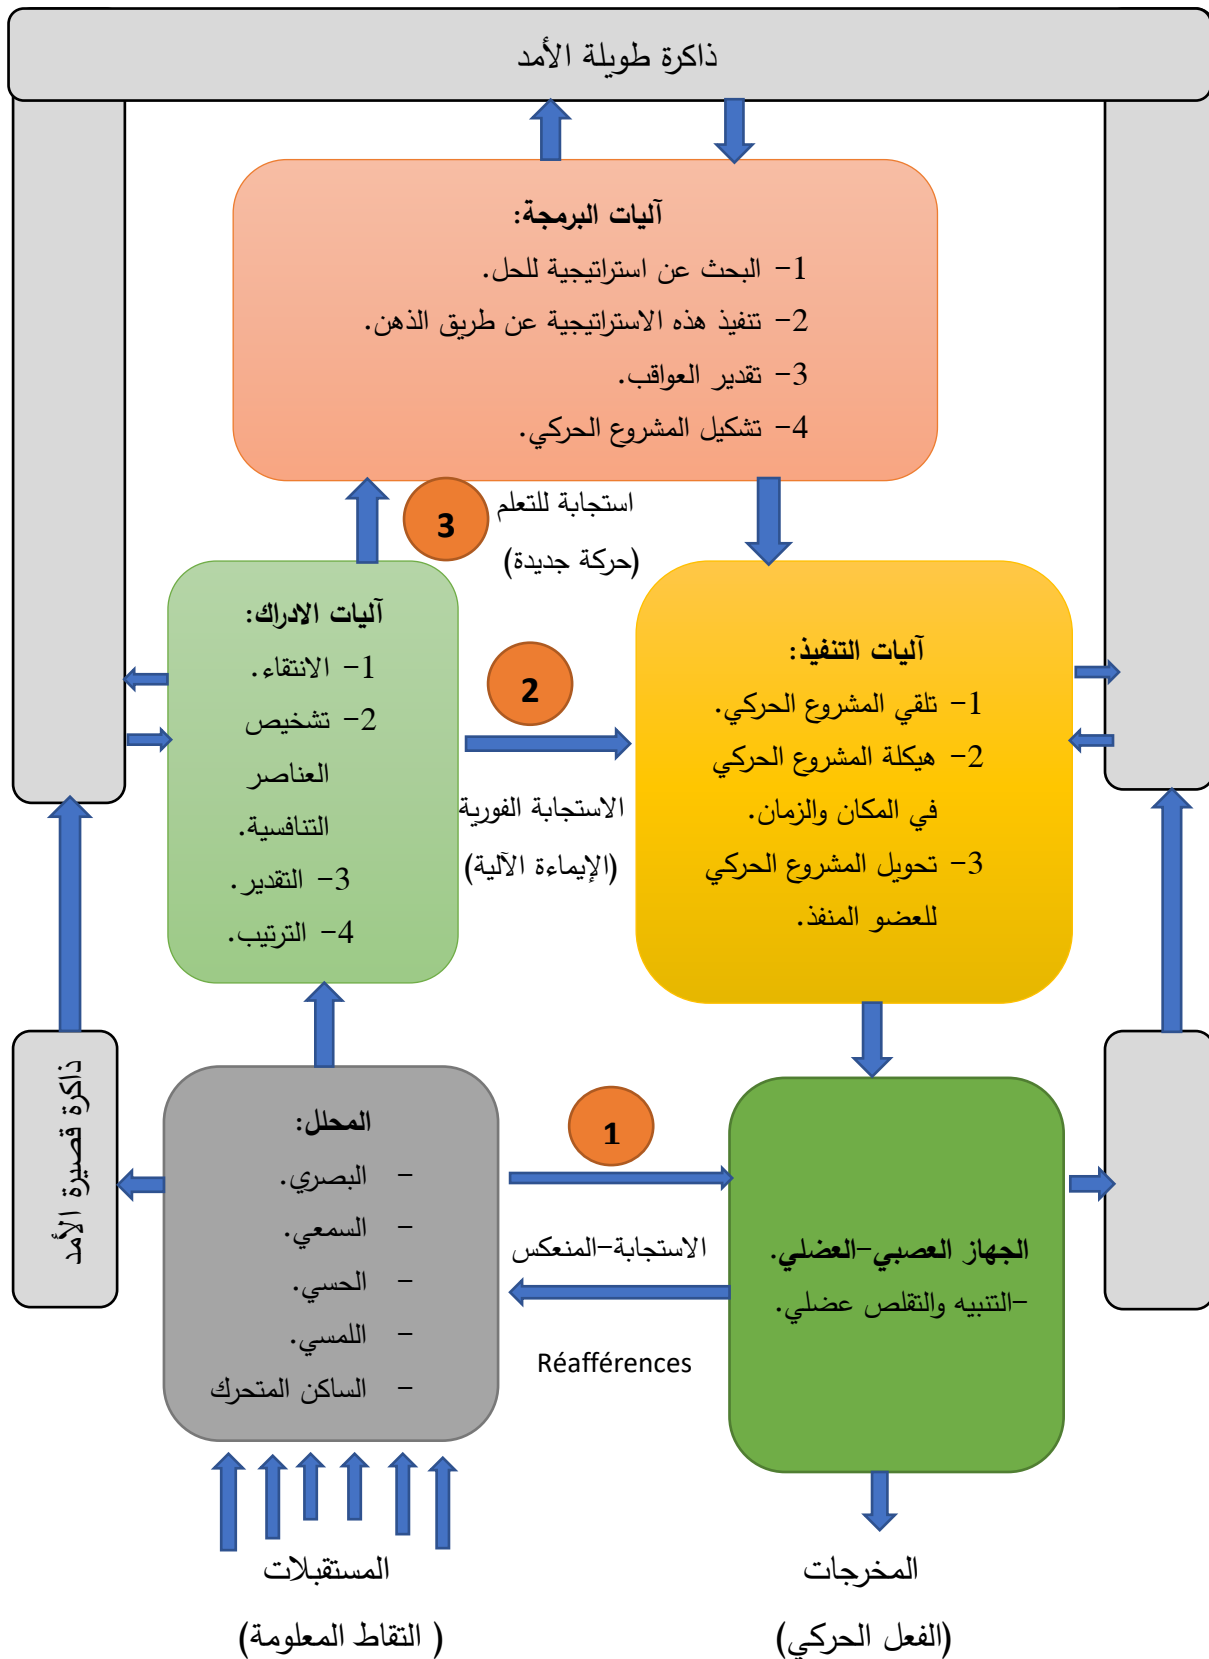 ذاكرة طويلة الأمد
آليات البرمجة:
1- البحث عن استراتيجية للحل.
2- تنفيذ هذه الاستراتيجية عن طريق الذهن.
3- تقدير العواقب.
4- تشكيل المشروع الحركي.
3
استجابة للتعلم
(حركة جديدة)
آليات الادراك:
1- الانتقاء.
2- تشخيص
العناصر
التنافسية.
3- التقدير.
4- الترتيب.
2
الاستجابة الفورية
(الإيماءة الآلية)
آليات التنفيذ:
1- تلقي المشروع الحركي.
2- هيكلة المشروع الحركي
في المكان والزمان.
3- تحويل المشروع الحركي
للعضو المنفذ.
ذاكرة قصيرة الأمد
المحلل:
- البصري.
- السمعي.
- الحسي.
- اللمسي.
- الساكن المتحرك
1
الاستجابة-المنعكس
Réafférences
الجهاز العصبي-العضلي.
-التنبيه والتقلص عضلي.
المستقبلات
( التقاط المعلومة)
المخرجات
(الفعل الحركي)